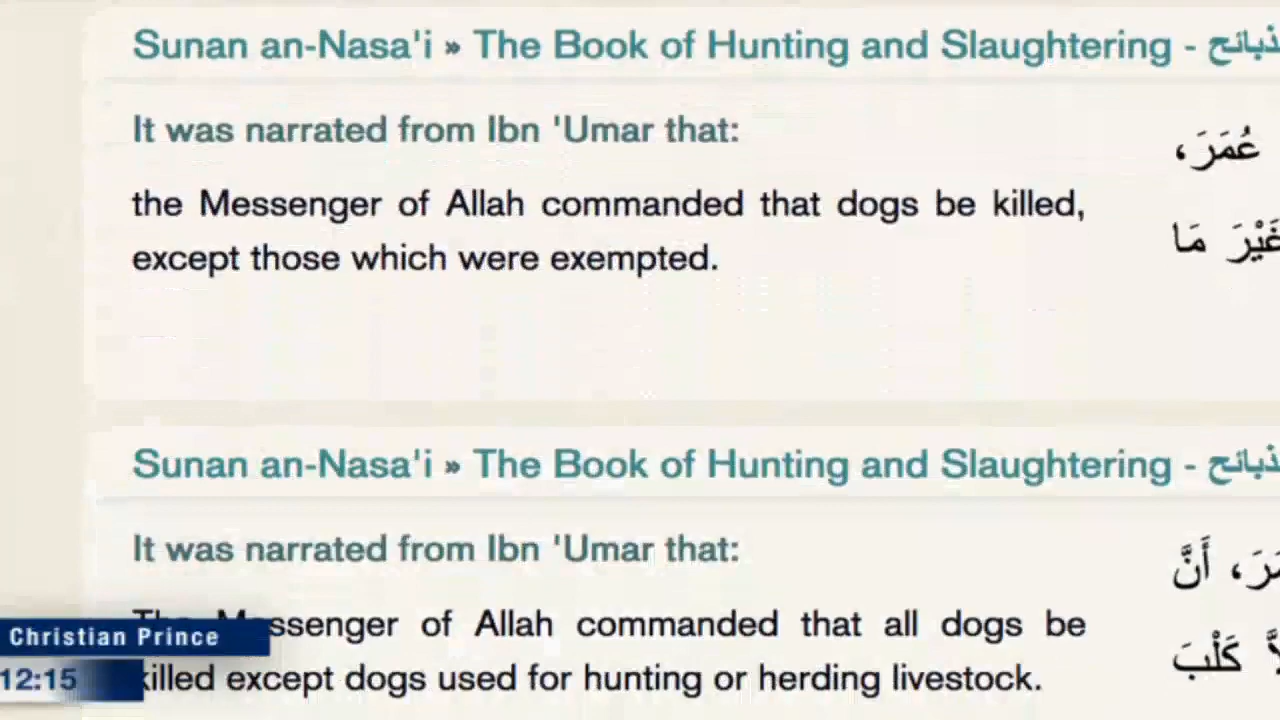 Sunan an-Nasa'i » The Book of Hunting and Slaughtering - ذبائح
It was narrated from Ibn 'Umar that:
عُمَرَ،
the Messenger of Allah commanded that dogs be killed,
غَيْرَ مَا
except those which were exempted.
Sunan an-Nasa'i » The Book of Hunting and Slaughtering - ذبائح
It was narrated from Ibn 'Umar that:
أَنَّ
Messenger of Allah commanded that all dogs be
Christian Prince
كَلْبَ
killed except dogs used for hunting or herding livestock.
12:15